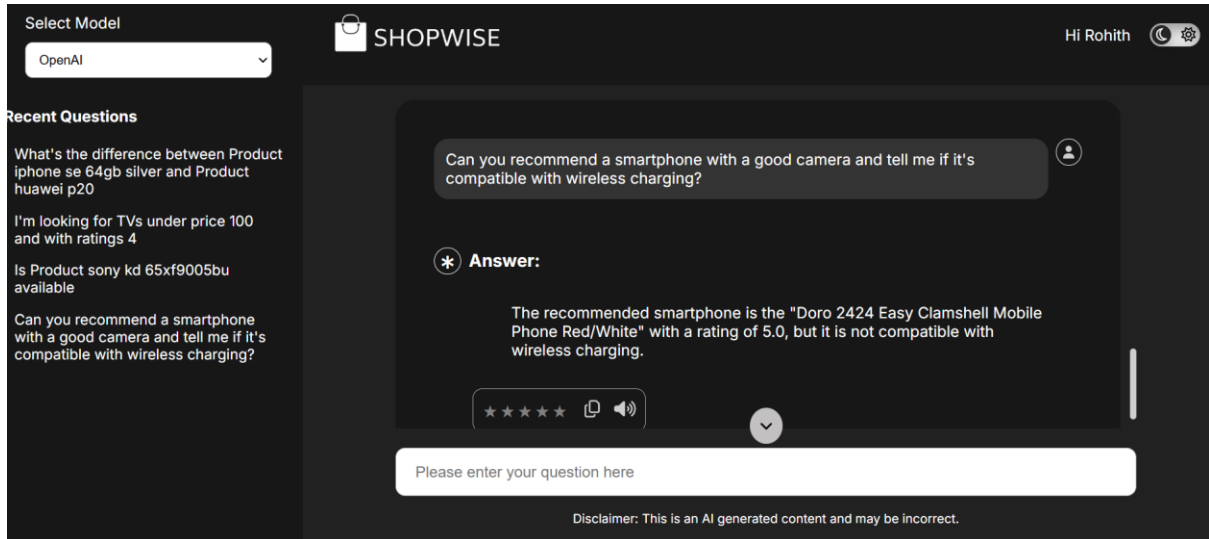 Select Model
OpenAI
Recent Questions
What's the difference between Product
iphone se 64gb silver and Product
huawei p20
I'm looking for TVs under price 100
and with ratings 4
Is Product sony kd 65xf9005bu
available
Can you recommend a smartphone
with a good camera and tell me if it's
compatible with wireless charging?
SHOPWISE
Hi Rohith
Can you recommend a smartphone with a good camera and tell me if it's
compatible with wireless charging?
Answer:
The recommended smartphone is the "Doro 2424 Easy Clamshell Mobile
Phone Red/White" with a rating of 5.0, but it is not compatible with
wireless charging.
Please enter your question here
Disclaimer: This is an AI generated content and may be incorrect.